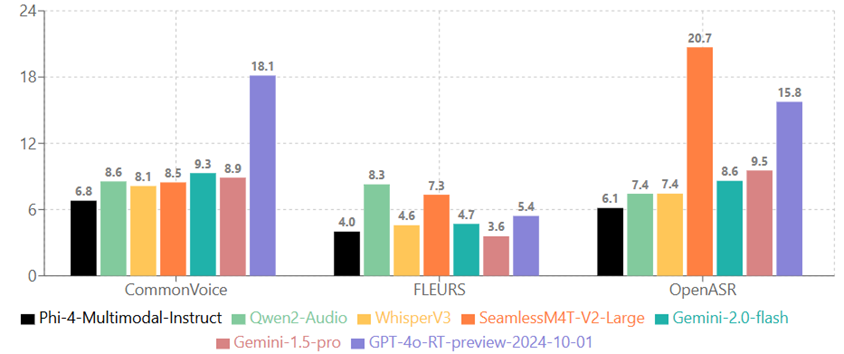 24
18
12
6
0
6.8 8.6 8.1 8.5 9.3 8.9 18.1
4.0 8.3 4.6 7.3 4.7 3.6 5.4
6.1 7.4 7.4 20.7 8.6 9.5 15.8
CommonVoice FLEURS OpenASR
Phi-4-Multimodal-Instruct Qwen2-Audio WhisperV3 SeamlessM4T-V2-Large Gemini-2.0-flash
Gemini-1.5-pro GPT-4o-RT-preview-2024-10-01